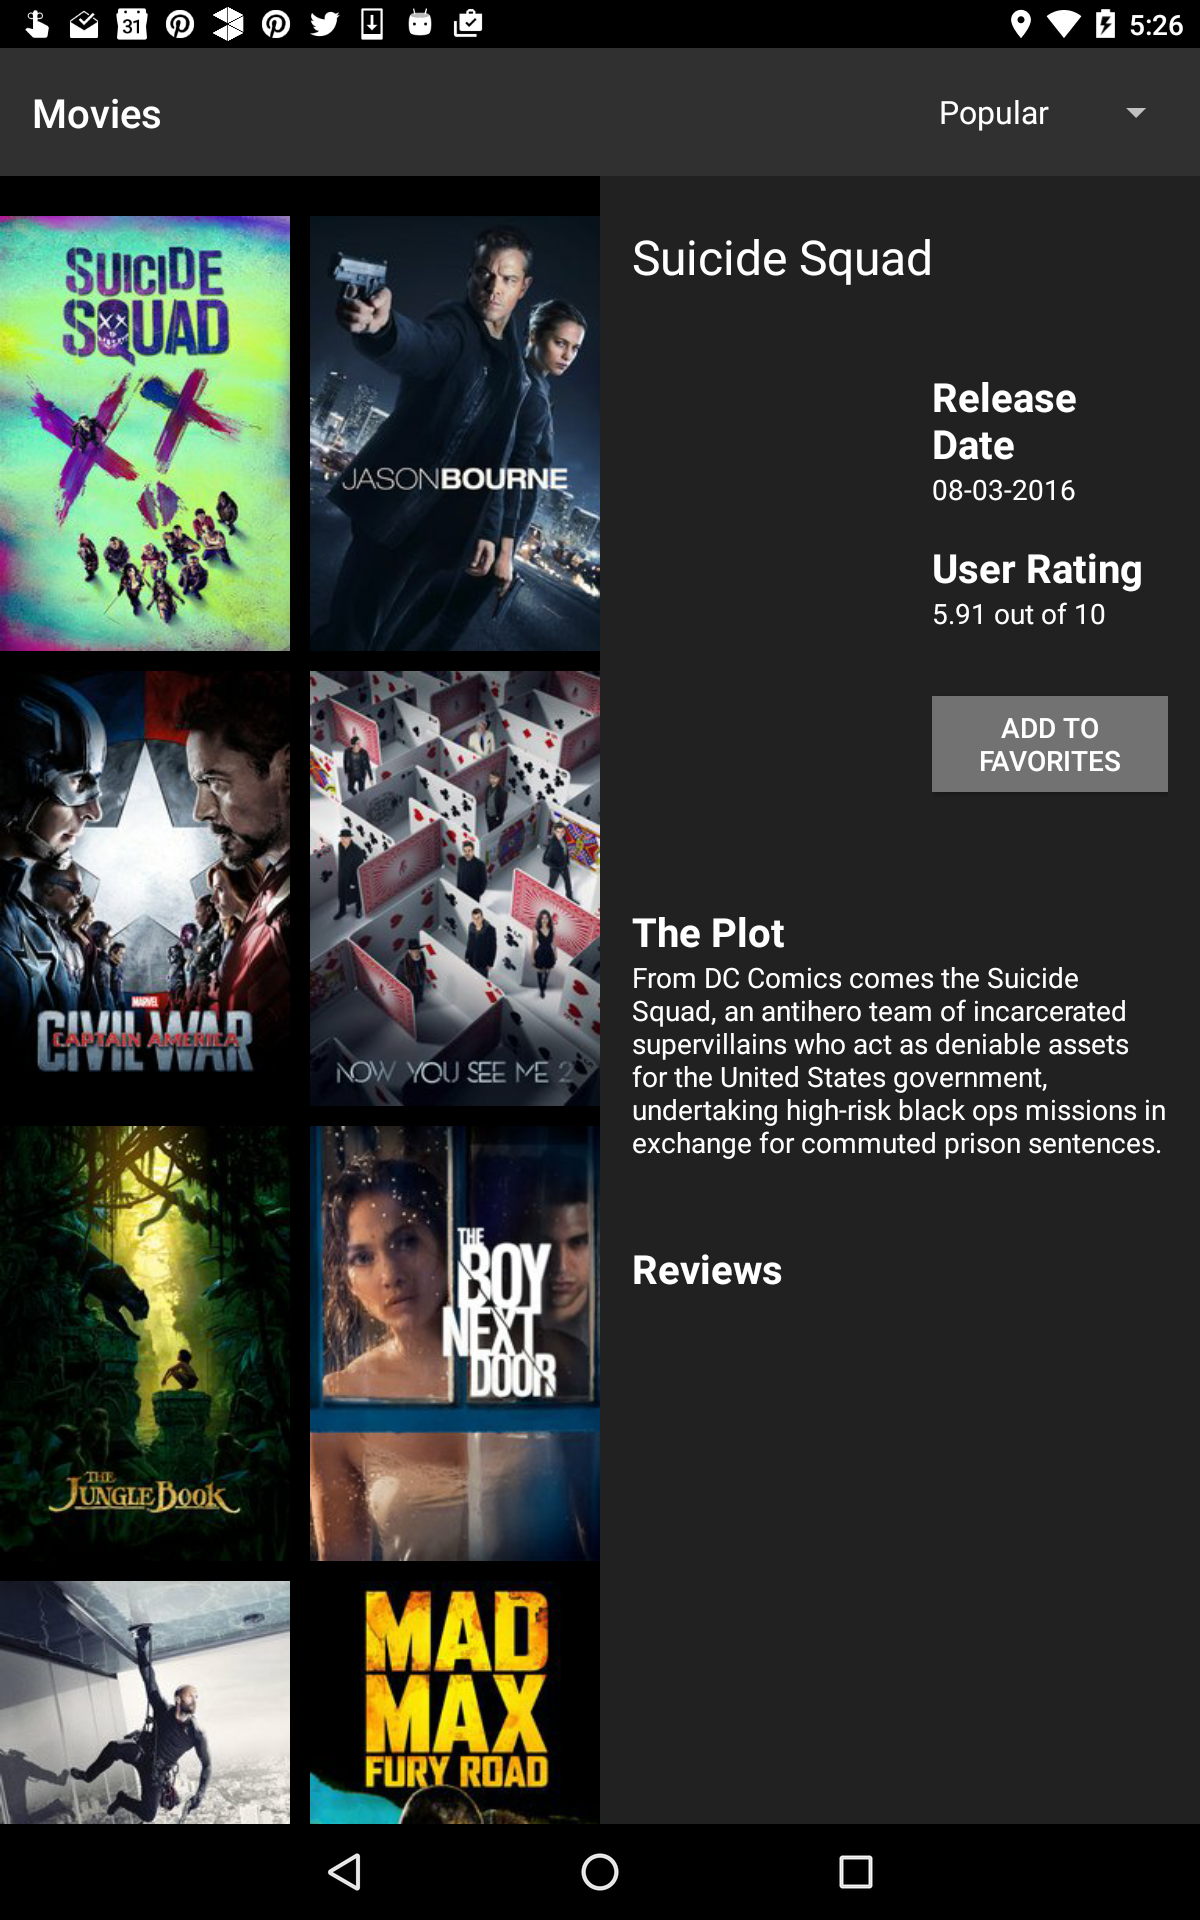 31
5:26
Movies
Popular
SUICIDE
SQUAD
JASON BOURNE
MARVEL
CIVIL WAR
CAPTAIN AMERICA
NOW YOU SEE ME 2
THE
JUNGLE BOOK
THE
BOY
NEXT
DOOR
MAD
MAX
FURY ROAD
Suicide Squad
Release
Date
08-03-2016
User Rating
5.91 out of 10
ADD TO
FAVORITES
The Plot
From DC Comics comes the Suicide
Squad, an antihero team of incarcerated
supervillains who act as deniable assets
for the United States government,
undertaking high-risk black ops missions in
exchange for commuted prison sentences.
Reviews